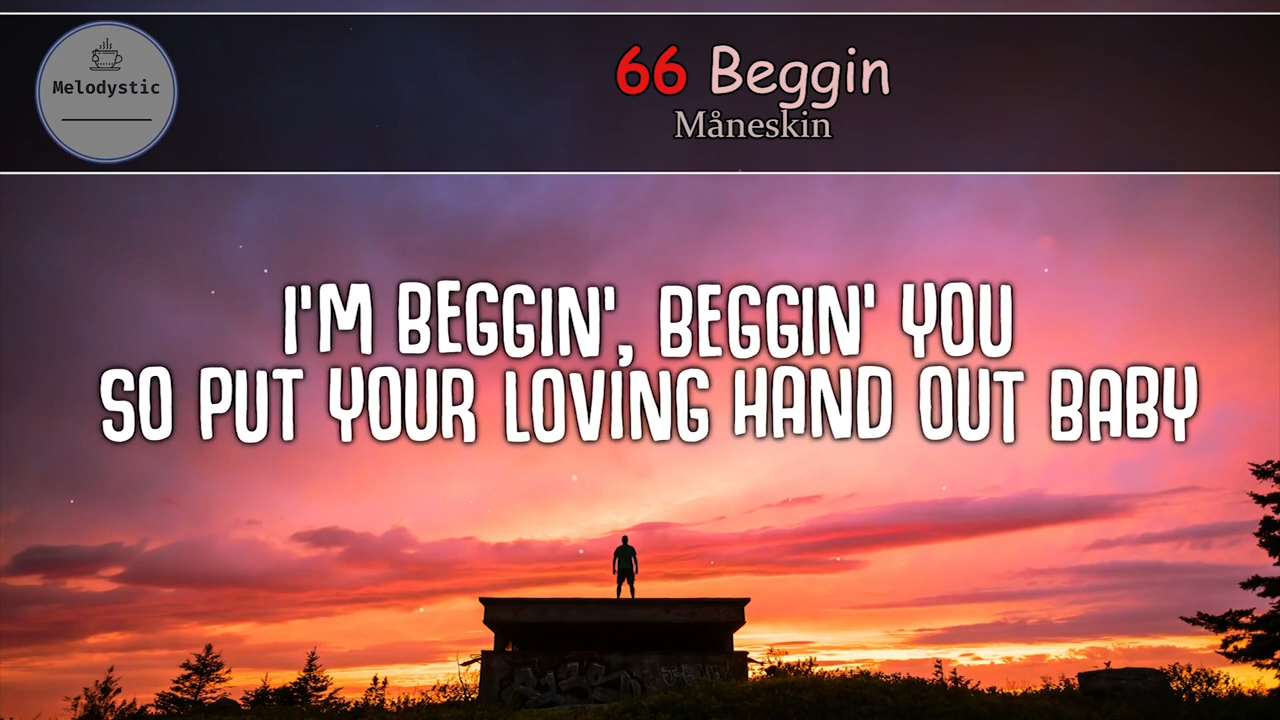 Melodystic
66 Beggin
Måneskin
I'M BEGGIN', BEGGIN' YOU
SO PUT YOUR LOVING HAND OUT BABY